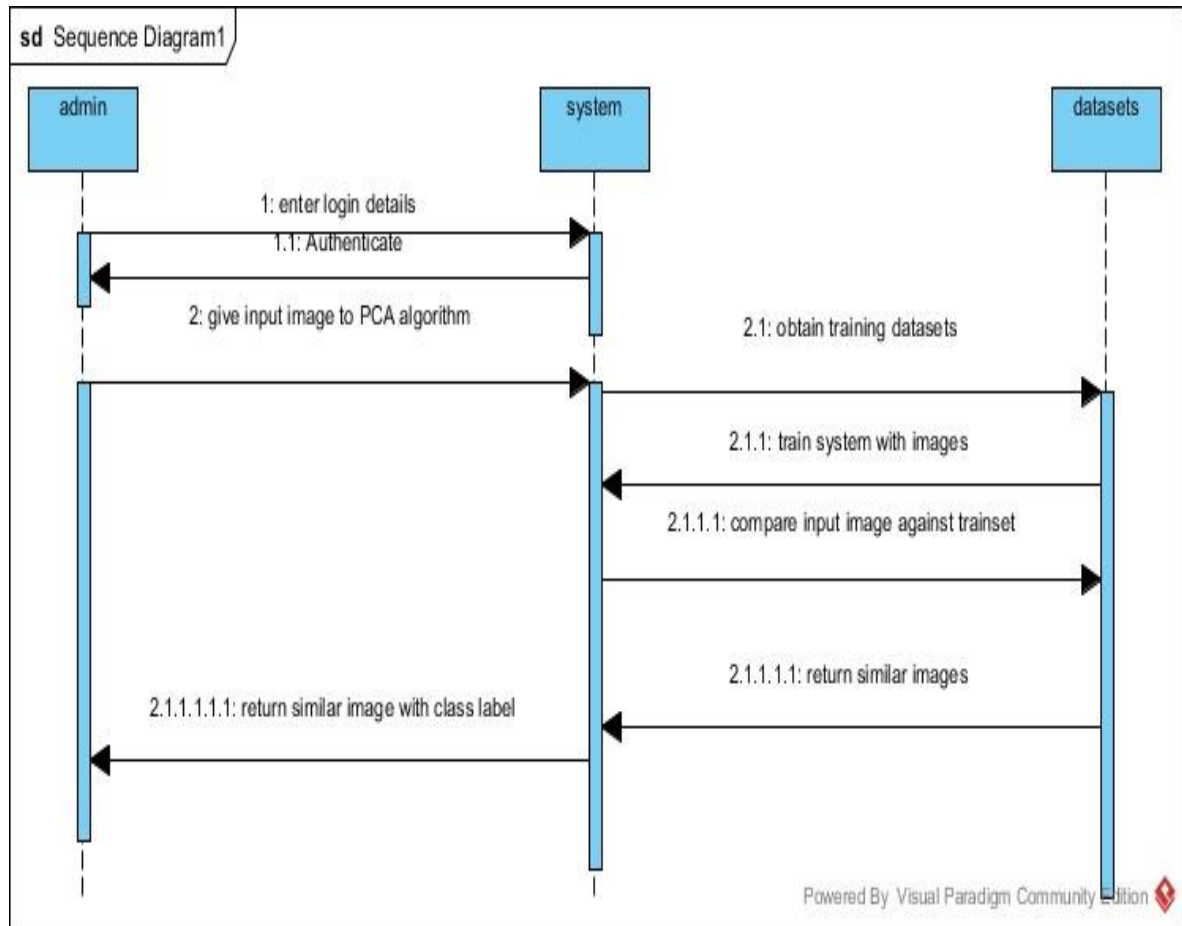 sd Sequence Diagram1
admin
system
datasets
1: enter login details
1.1: Authenticate
2: give input image to PCA algorithm
2.1: obtain training datasets
2.1.1: train system with images
2.1.1.1: compare input image against trainset
2.1.1.1.1: return similar images
2.1.1.1.1.1: return similar image with class label
Powered By Visual Paradigm Community Edition